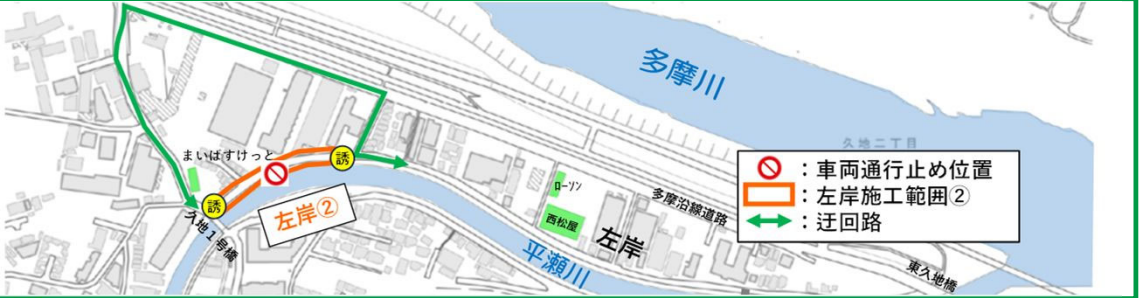 多摩川
久地二丁目
まいばすけっと
誘
誘
左岸②
久地１号橋
ローソン
西松屋
左岸
平瀬川
多摩沿線道路
東久地橋
：車両通行止め位置
：左岸施工範囲②
：迂回路